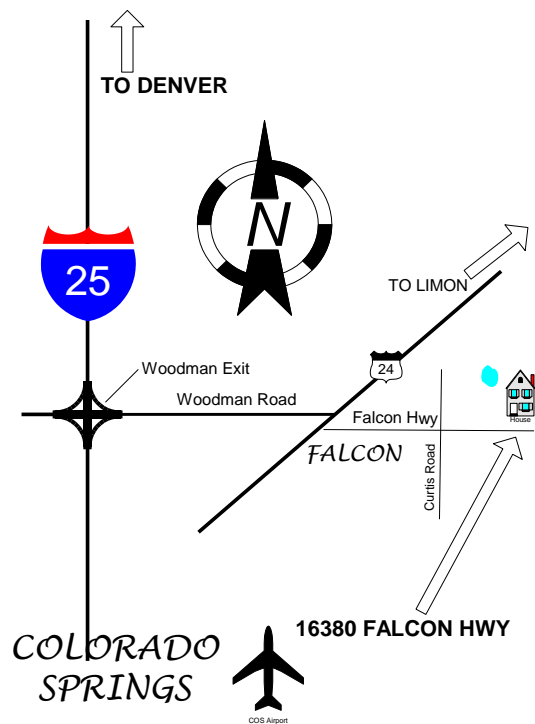 TO DENVER
N
25
TO LIMON
24
Woodman Exit
Woodman Road
House
Falcon Hwy
FALCON
Curtis Road
16380 FALCON HWY
COLORADO
SPRINGS
COS Airport